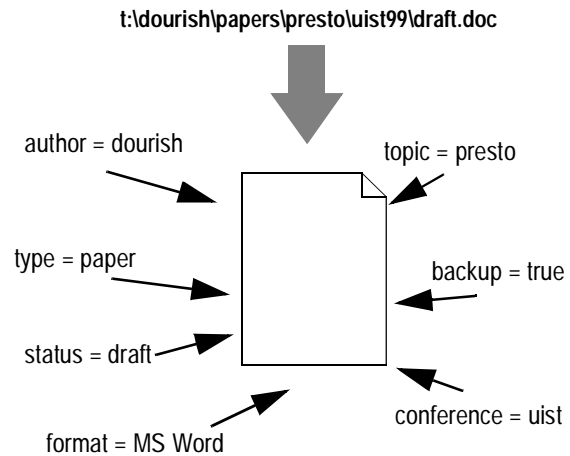 t:\dourish\papers\presto\uist99\draft.doc
author = dourish
topic = presto
type = paper
backup = true
status = draft
conference = uist
format = MS Word